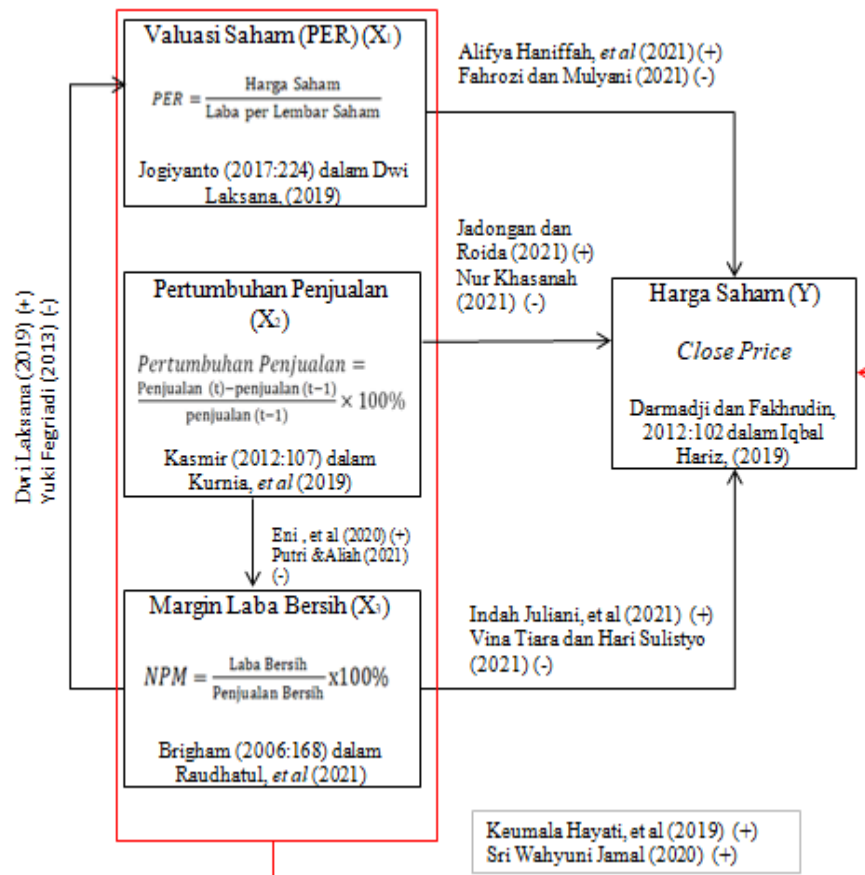 Valuasi Saham (PER) (X₁)
PER = Harga Saham / Laba per Lembar Saham
Jogiyanto (2017:224) dalam Dwi
Laksana, (2019)
Alifya Haniffah, et al (2021) (+)
Fahrozi dan Mulyani (2021) (-)
Dwi Laksana (2019) (+)
Yuki Fegriadi (2013) (-)
Pertumbuhan Penjualan
(X₂)
Pertumbuhan Penjualan =
Penjualan (t)−penjualan (t−1) / penjualan (t−1) × 100%
Kasmir (2012:107) dalam
Kurnia, et al (2019)
Jadongan dan
Roida (2021) (+)
Nur Khasanah
(2021) (-)
Harga Saham (Y)
Close Price
Darmadji dan Fakhrudin,
2012:102 dalam Iqbal
Hariz, (2019)
Eni , et al (2020) (+)
Putri &Aliah (2021)
(-)
Margin Laba Bersih (X₃)
NPM = Laba Bersih / Penjualan Bersih x100%
Brigham (2006:168) dalam
Raudhatul, et al (2021)
Indah Juliani, et al (2021) (+)
Vina Tiara dan Hari Sulistyo
(2021) (-)
Keumala Hayati, et al (2019) (+)
Sri Wahyuni Jamal (2020) (+)